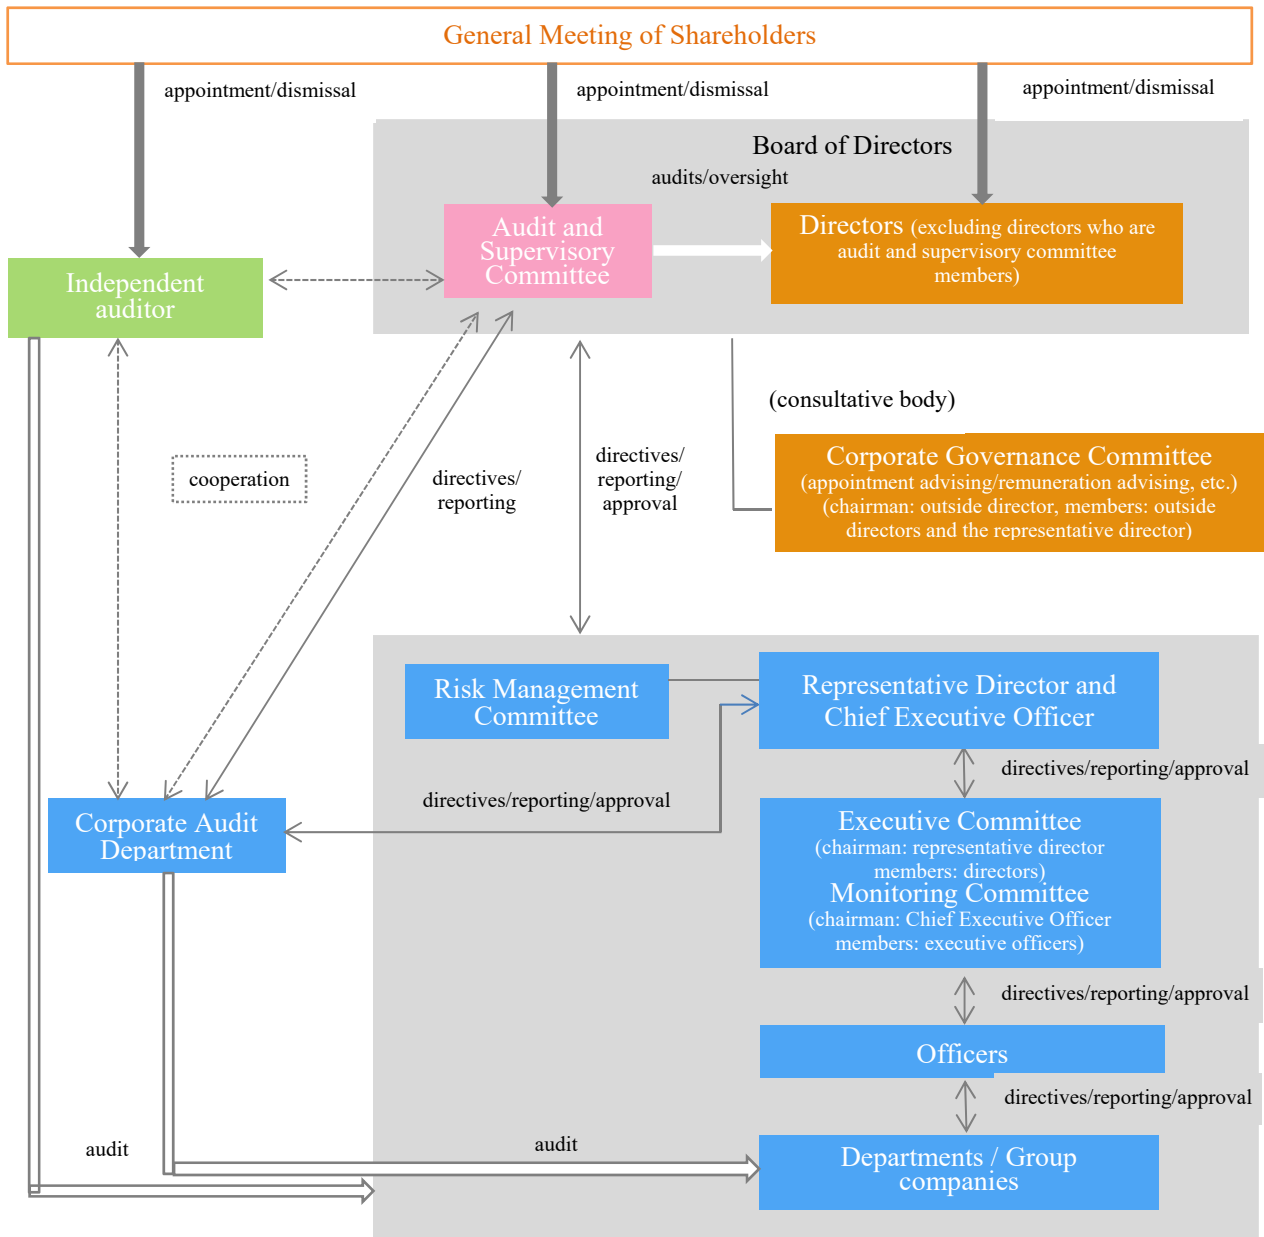 General Meeting of Shareholders
appointment/dismissal
appointment/dismissal
appointment/dismissal
Board of Directors
audits/oversight
Audit and
Supervisory
Committee
Directors (excluding directors who are
audit and supervisory committee
members)
Independent
auditor
(consultative body)
Corporate Governance Committee
(appointment advising/remuneration advising, etc.)
(chairman: outside director, members: outside
directors and the representative director)
cooperation
directives/
reporting
directives/
reporting/
approval
Risk Management
Committee
Representative Director and
Chief Executive Officer
directives/reporting/approval
directives/reporting/approval
Corporate Audit
Department
Executive Committee
(chairman: representative director
members: directors)
Monitoring Committee
(chairman: Chief Executive Officer
members: executive officers)
directives/reporting/approval
Officers
directives/reporting/approval
audit
audit
Departments / Group
companies